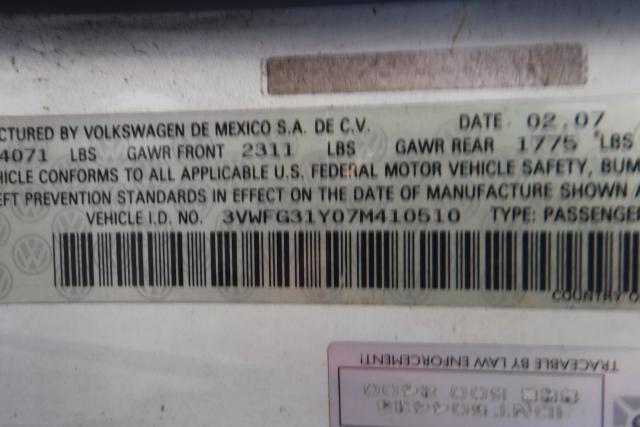 CTURED BY VOLKSWAGEN DE MEXICO S.A. DE C.V. DATE 02.07
4071 LBS GAWR FRONT 2311 LBS GAWR REAR 1775 LBS
HICLE CONFORMS TO ALL APPLICABLE U.S. FEDERAL MOTOR VEHICLE SAFETY, BUM
EFT PREVENTION STANDARDS IN EFFECT ON THE DATE OF MANUFACTURE SHOWN A
VEHICLE I.D. NO. 3VWFG31Y07M410510 TYPE: PASSENGE
COUNTRY O
TRACEABLE BY LAW ENFORCEMENT!